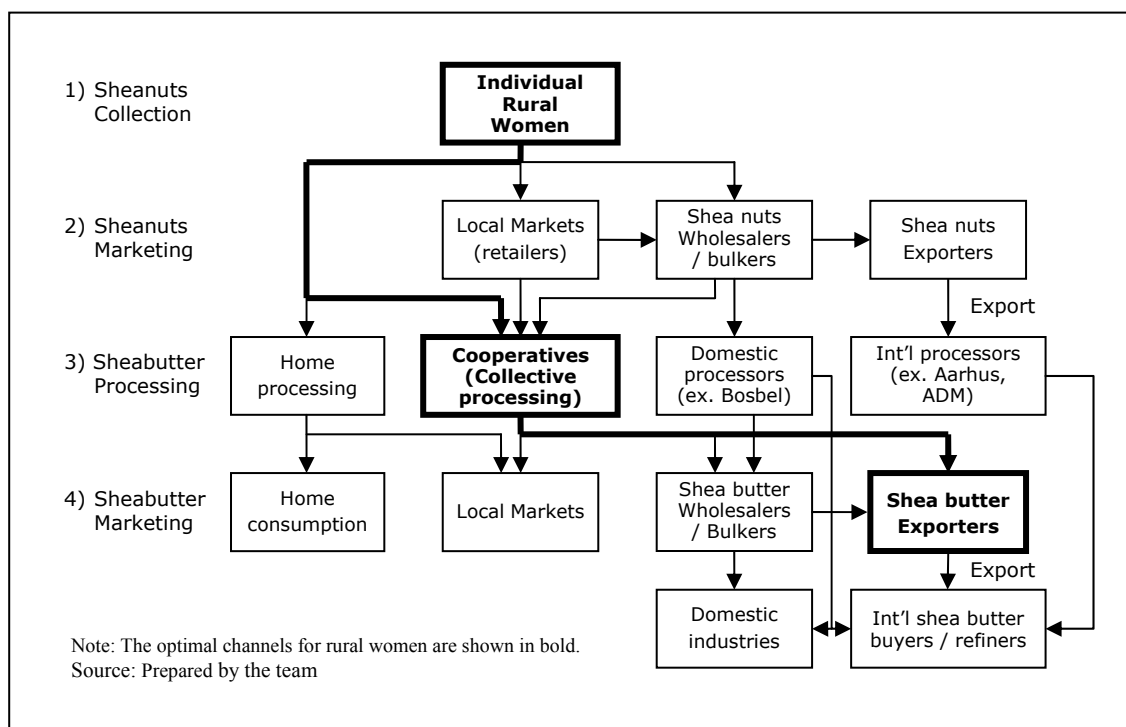 1) Sheanuts
Collection
Individual
Rural
Women
2) Sheanuts
Marketing
Local Markets
(retailers)
Shea nuts
Wholesalers
/ bulkers
Shea nuts
Exporters
Export
3) Sheabutter
Processing
Home
processing
Cooperatives
(Collective
processing)
Domestic
processors
(ex. Bosbel)
Int'l processors
(ex. Aarhus,
ADM)
4) Sheabutter
Marketing
Home
consumption
Local Markets
Shea butter
Wholesalers
/ Bulkers
Shea butter
Exporters
Export
Domestic
industries
Int'l shea butter
buyers / refiners
Note: The optimal channels for rural women are shown in bold.
Source: Prepared by the team